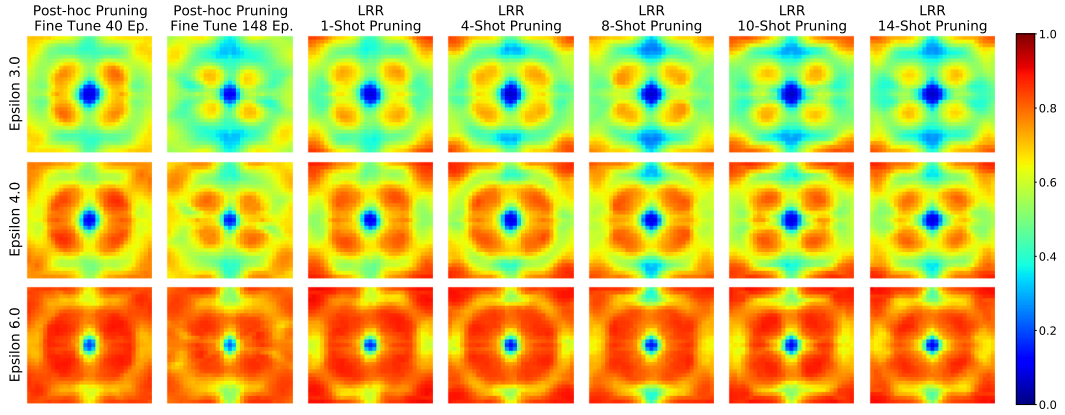 Post-hoc Pruning
Fine Tune 40 Ep.
Post-hoc Pruning
Fine Tune 148 Ep.
LRR
1-Shot Pruning
LRR
4-Shot Pruning
LRR
8-Shot Pruning
LRR
10-Shot Pruning
LRR
14-Shot Pruning
Epsilon 3.0
Epsilon 4.0
Epsilon 6.0
1.0
0.8
0.6
0.4
0.2
0.0